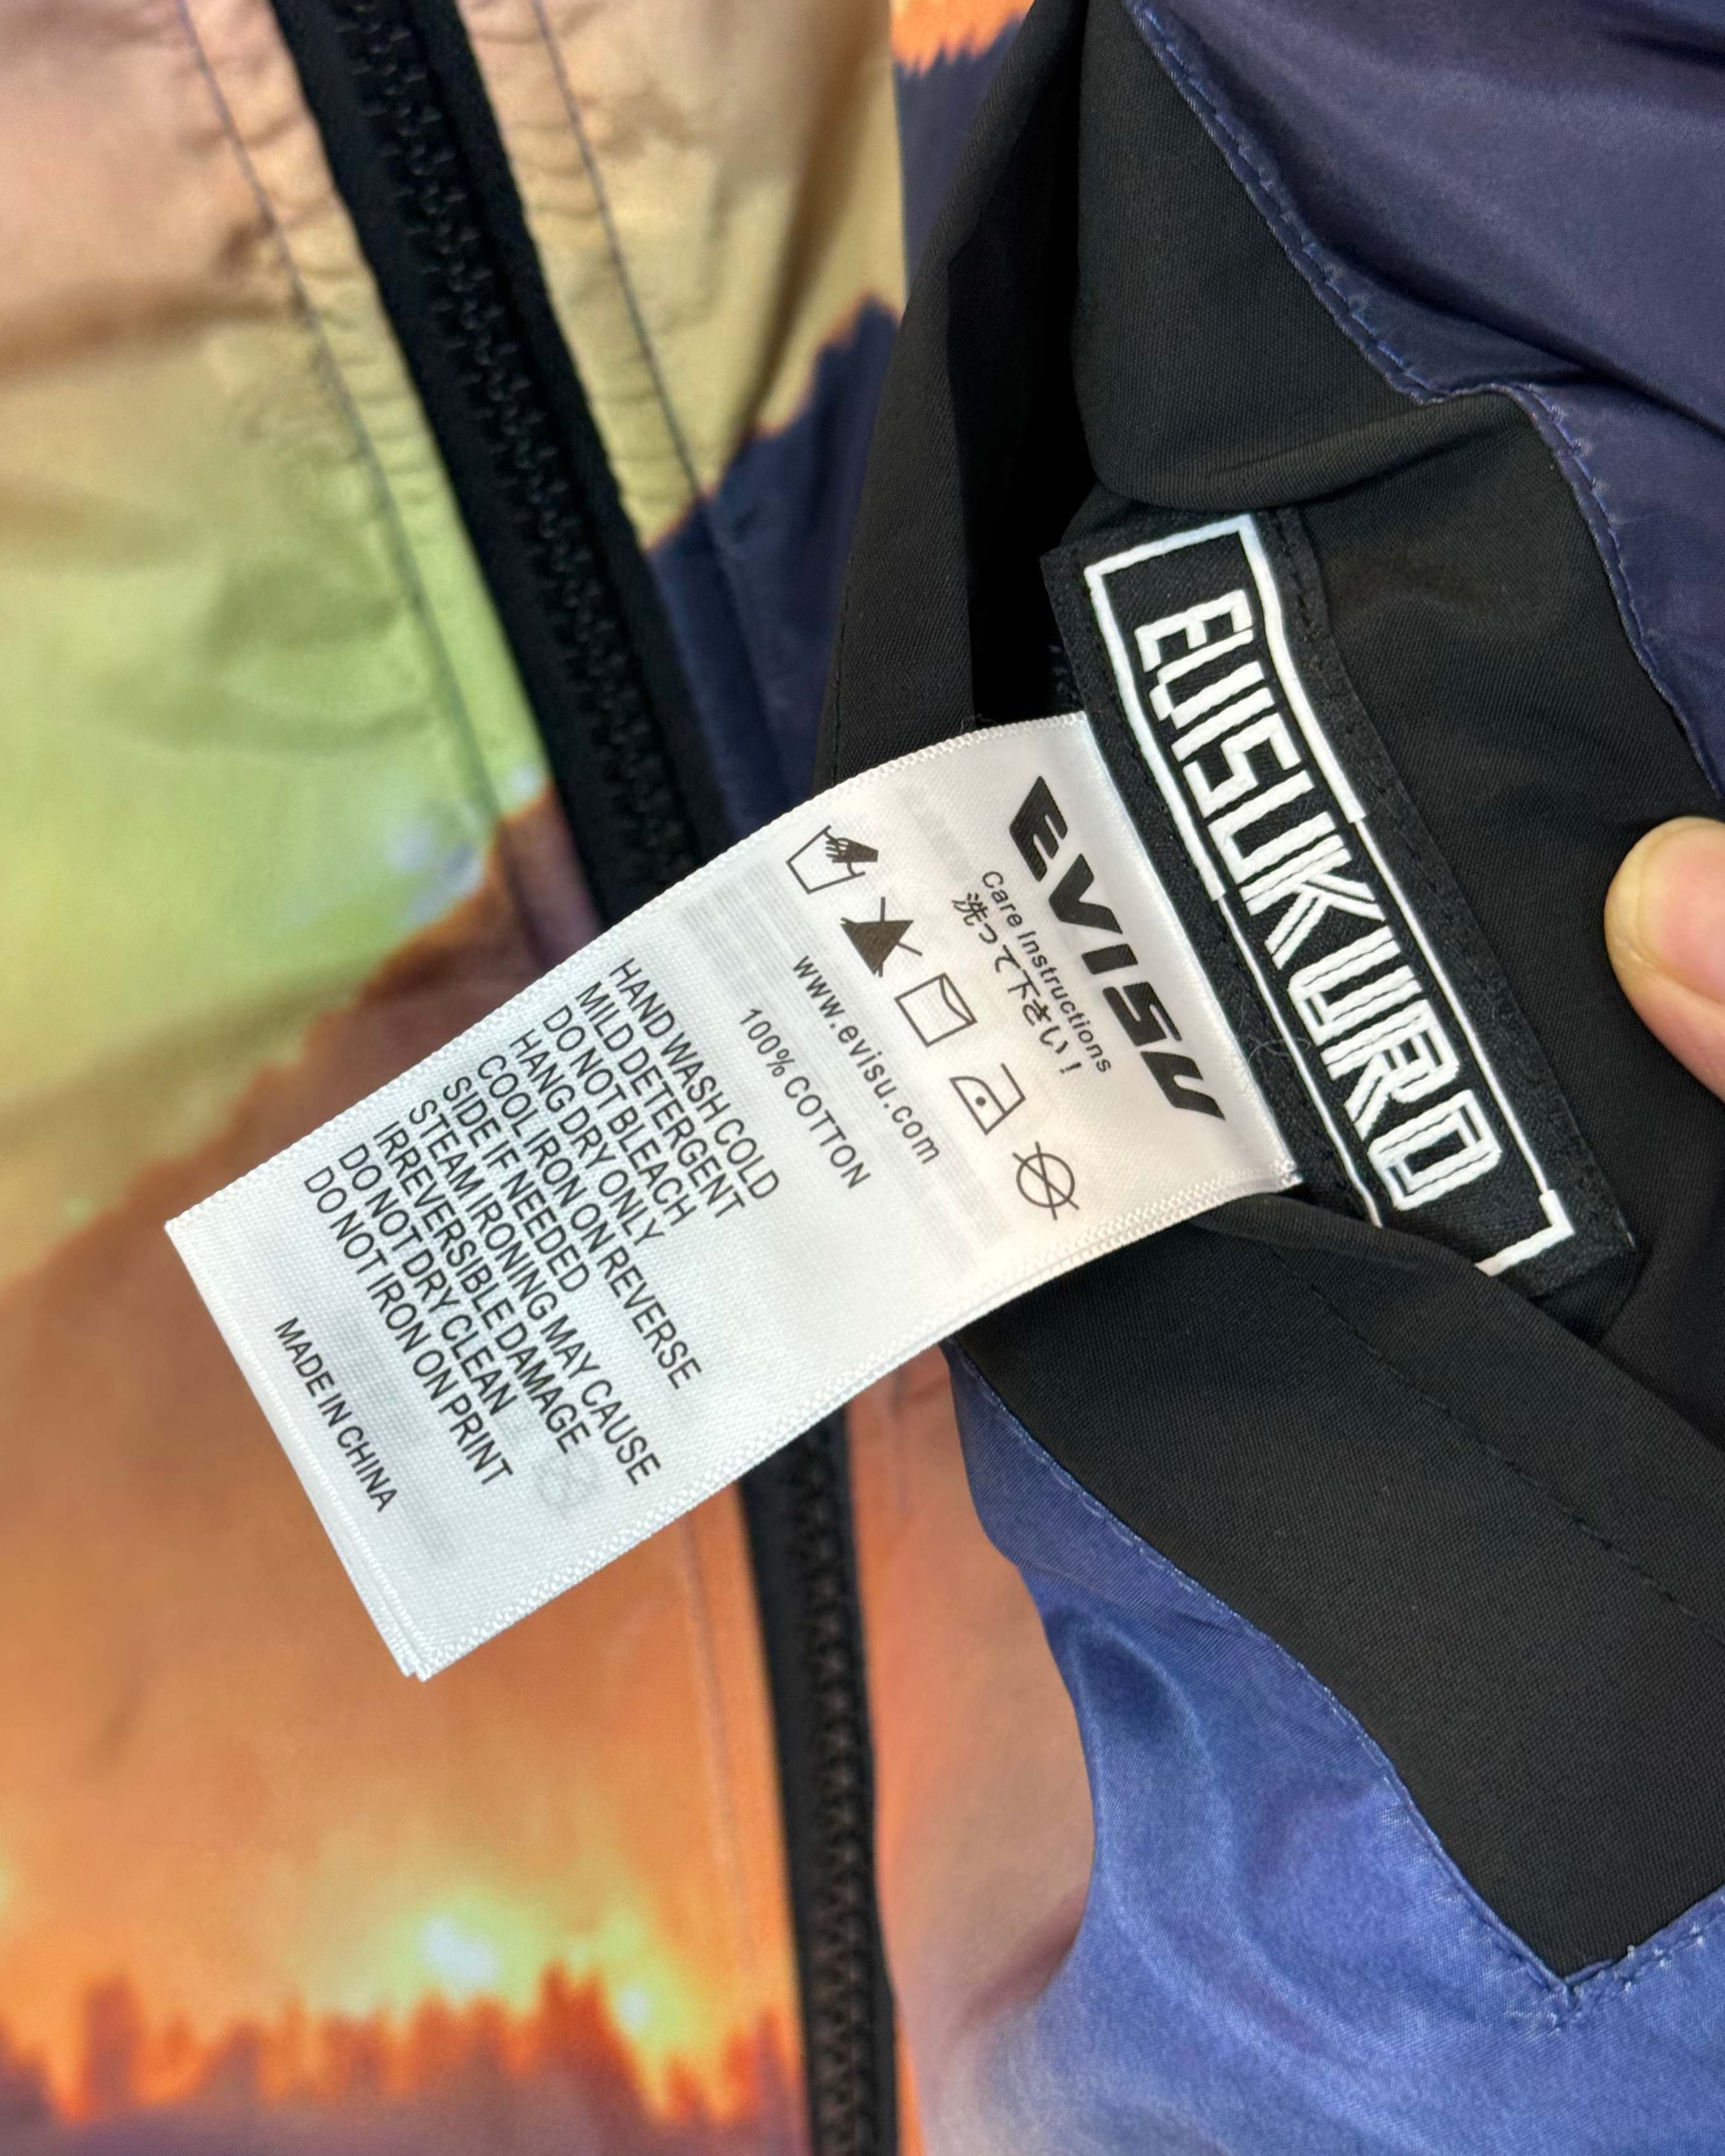 EVISUKURO
EVISU
Care Instructions
洗って下さい!
www.evisu.com
100% COTTON
HAND WASH COLD
MILD DETERGENT
DO NOT BLEACH
HANG DRY ONLY
COOL IRON ON REVERSE
SIDE IF NEEDED
STEAM IRONING MAY CAUSE
IRREVERSIBLE DAMAGE
DO NOT DRY CLEAN
DO NOT IRON ON PRINT
MADE IN CHINA